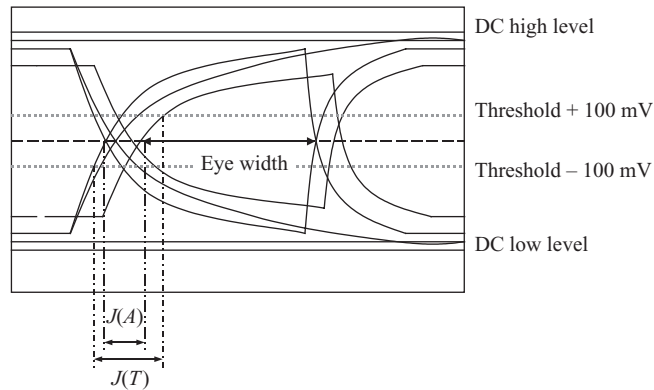 DC high level
Threshold + 100 mV
Eye width
Threshold – 100 mV
DC low level
J(A)
J(T)